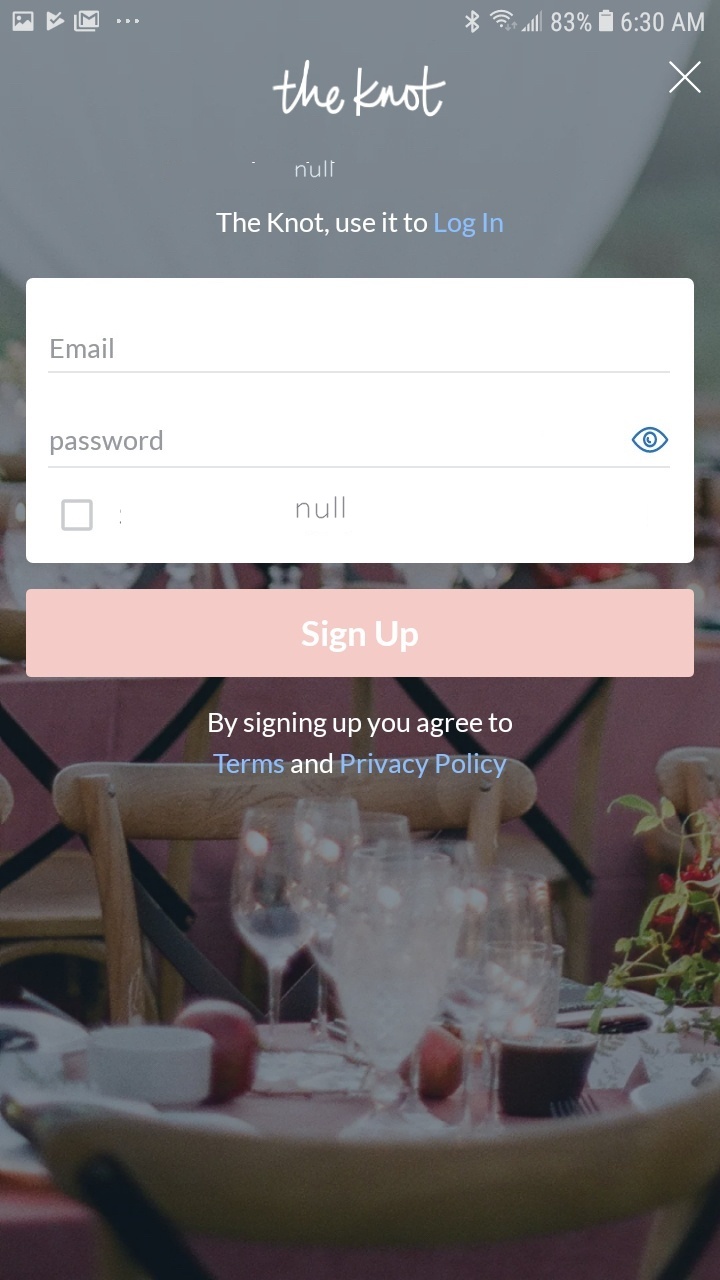 83% 6:30 AM
the knot
null
The Knot, use it to Log In
Email
password
null
Sign Up
By signing up you agree to
Terms and Privacy Policy